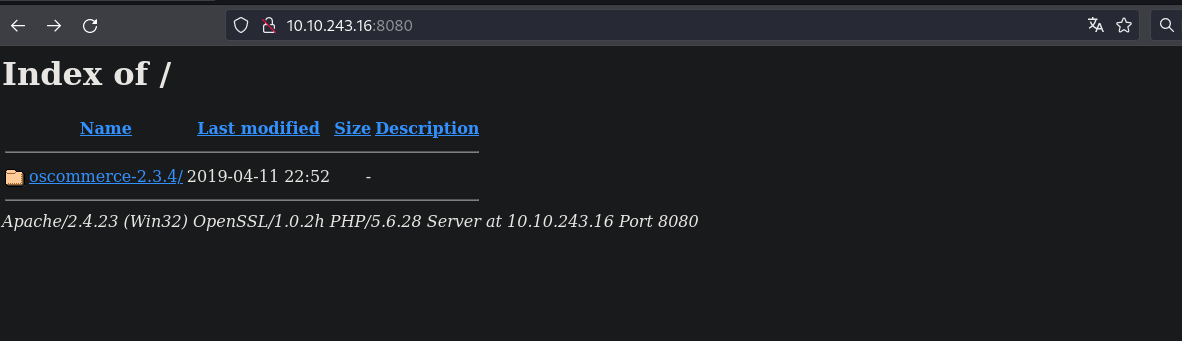 10.10.243.16:8080
Index of /
Name Last modified Size Description
oscommerce-2.3.4/ 2019-04-11 22:52 -
Apache/2.4.23 (Win32) OpenSSL/1.0.2h PHP/5.6.28 Server at 10.10.243.16 Port 8080